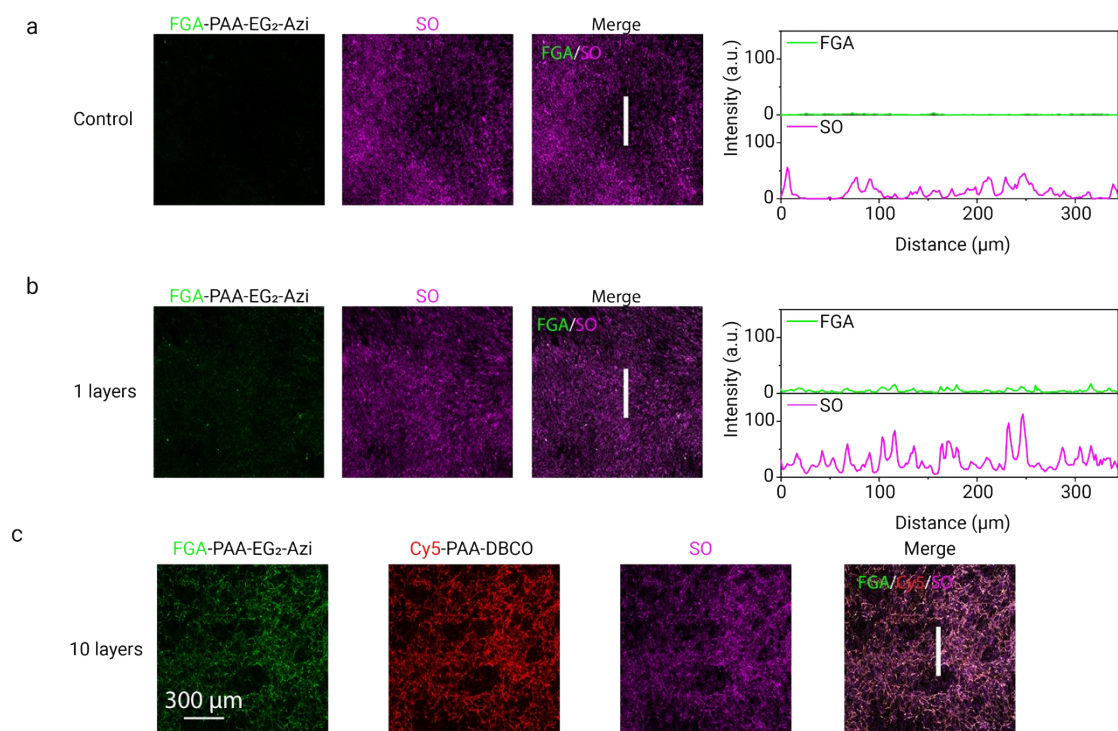 a
FGA-PAA-EG₂-Azi
SO
Merge
Control
FGA/SO
Intensity (a.u.)
100
0
100
0
FGA
SO
0
100
200
300
Distance (µm)
b
FGA-PAA-EG₂-Azi
SO
Merge
1 layers
FGA/SO
Intensity (a.u.)
100
0
100
0
FGA
SO
0
100
200
300
Distance (µm)
c
FGA-PAA-EG₂-Azi
Cy5-PAA-DBCO
SO
Merge
10 layers
300 µm
FGA/Cy5/SO